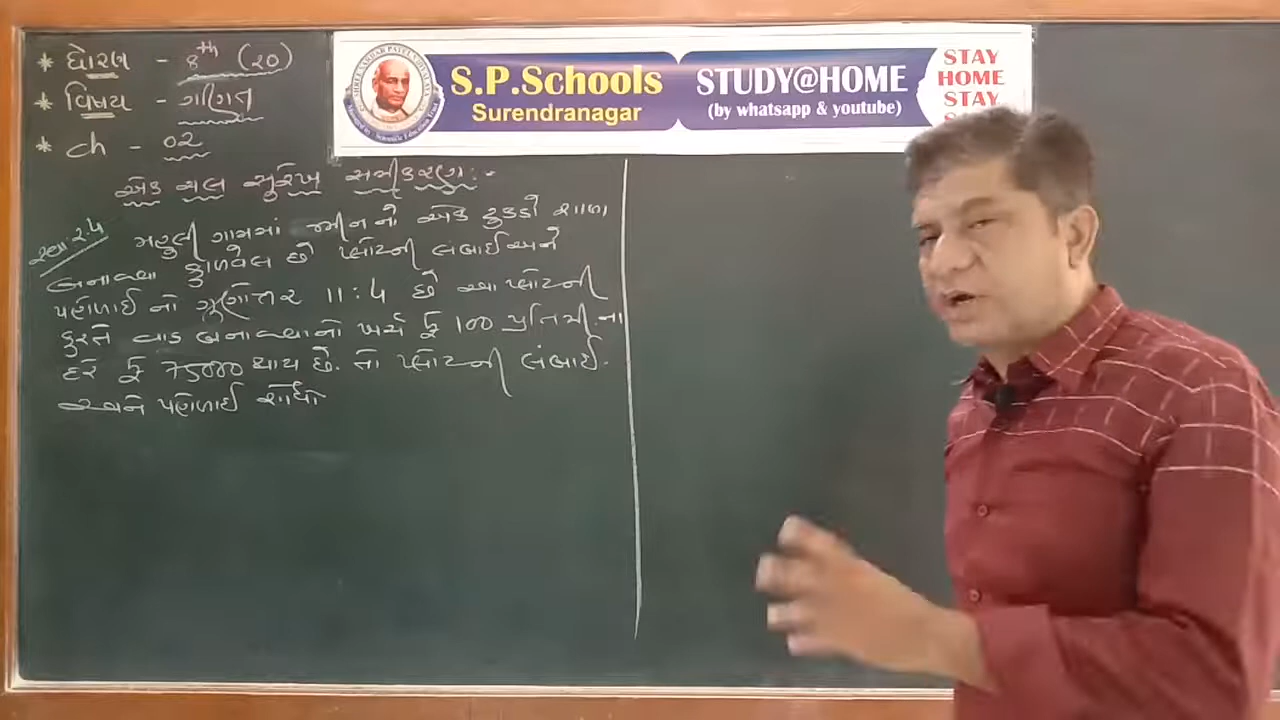 * ધોરણ - 8th (20)
* વિષય - ગણિત
* ch - 02
એક ચલ સુરેખ સમીકરણ :-
સ્વા: 2.4
મહુલી ગામમાં જમીનનો એક ટુકડો શાળા
બનાવવા ફાળવેલ છે પ્લોટની લંબાઈ અને
પહોળાઈ નો ગુણોત્તર 11:4 છે આ પ્લોટની
ફરતે વાડ બનાવવાનો ખર્ચ રૂ 100 પ્રતિ મી.ના
દરે રૂ 75000 થાય છે. તો પ્લોટની લંબાઈ
અને પહોળાઈ શોધો
S.P.Schools
Surendranagar
STUDY@HOME
(by whatsapp & youtube)
STAY
HOME
STAY